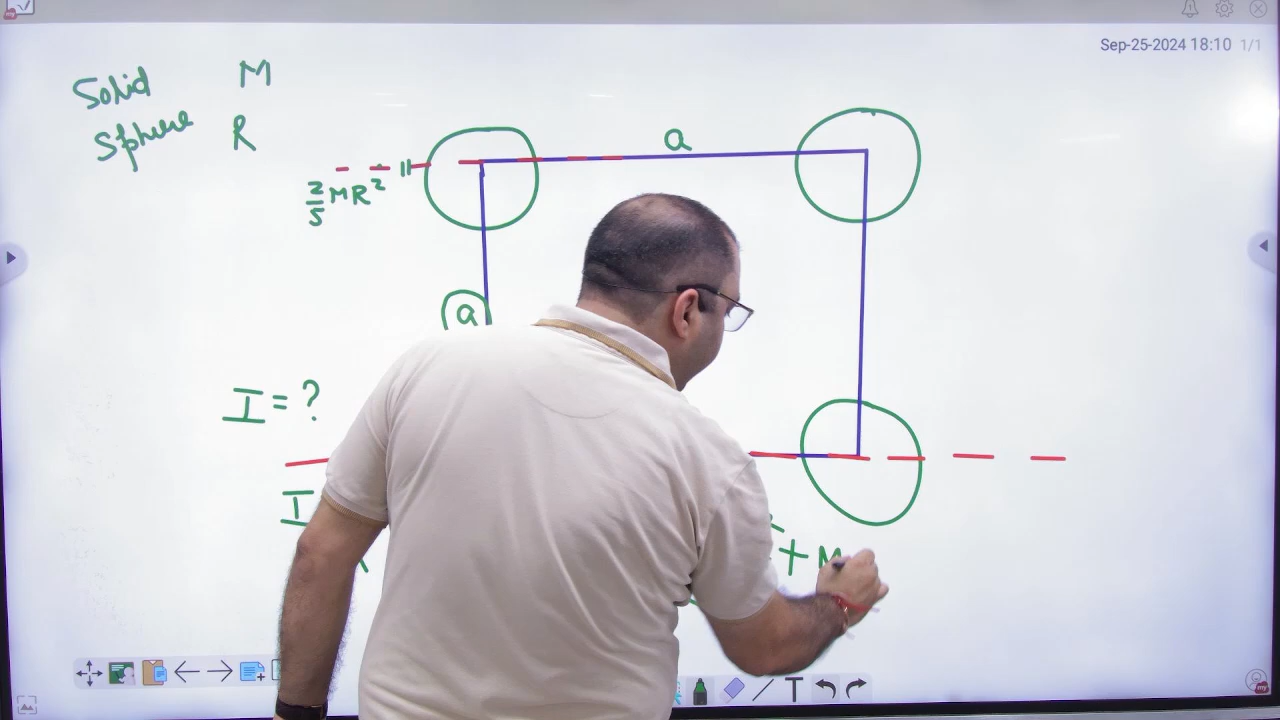 Sep-25-2024 18:10 1/1
Solid M
Sphere R
a
2/5 MR²
a
I = ?
I
+ M
T